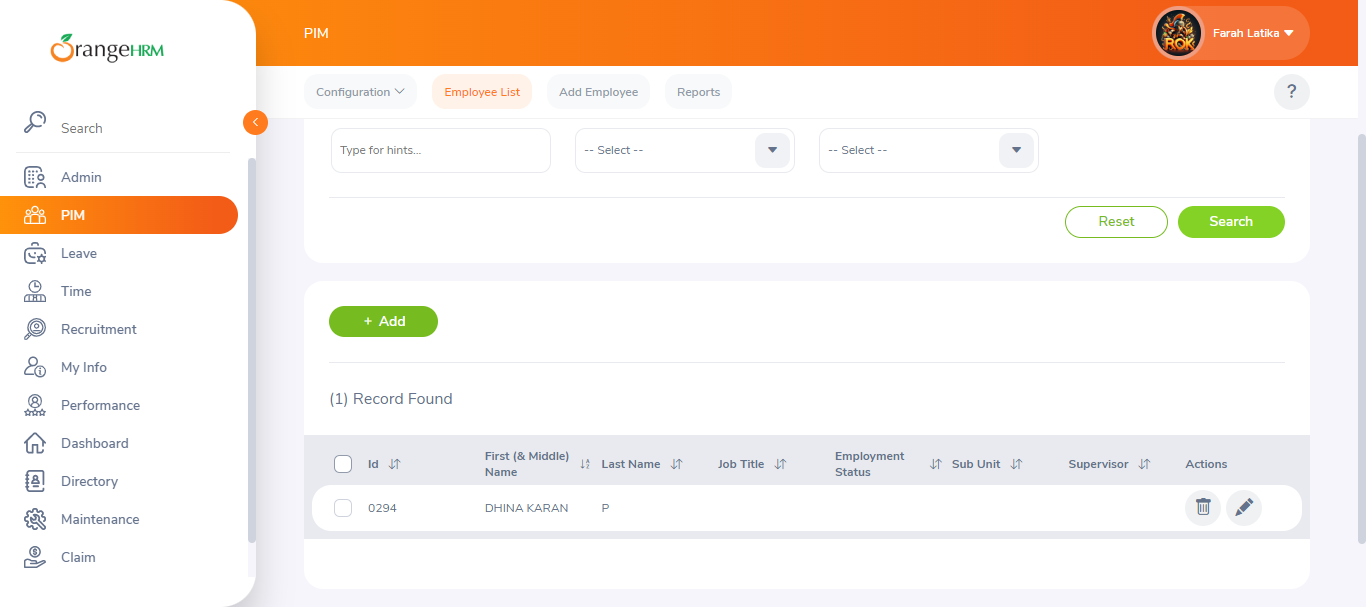 OrangeHRM
PIM
Farah Latika
ROK
Configuration
Employee List
Add Employee
Reports
?
Search
Admin
PIM
Leave
Time
Recruitment
My Info
Performance
Dashboard
Directory
Maintenance
Claim
Type for hints...
-- Select --
-- Select --
Reset
Search
+ Add
(1) Record Found
Id
First (& Middle)
Name
Last Name
Job Title
Employment
Status
Sub Unit
Supervisor
Actions
0294
DHINA KARAN
P